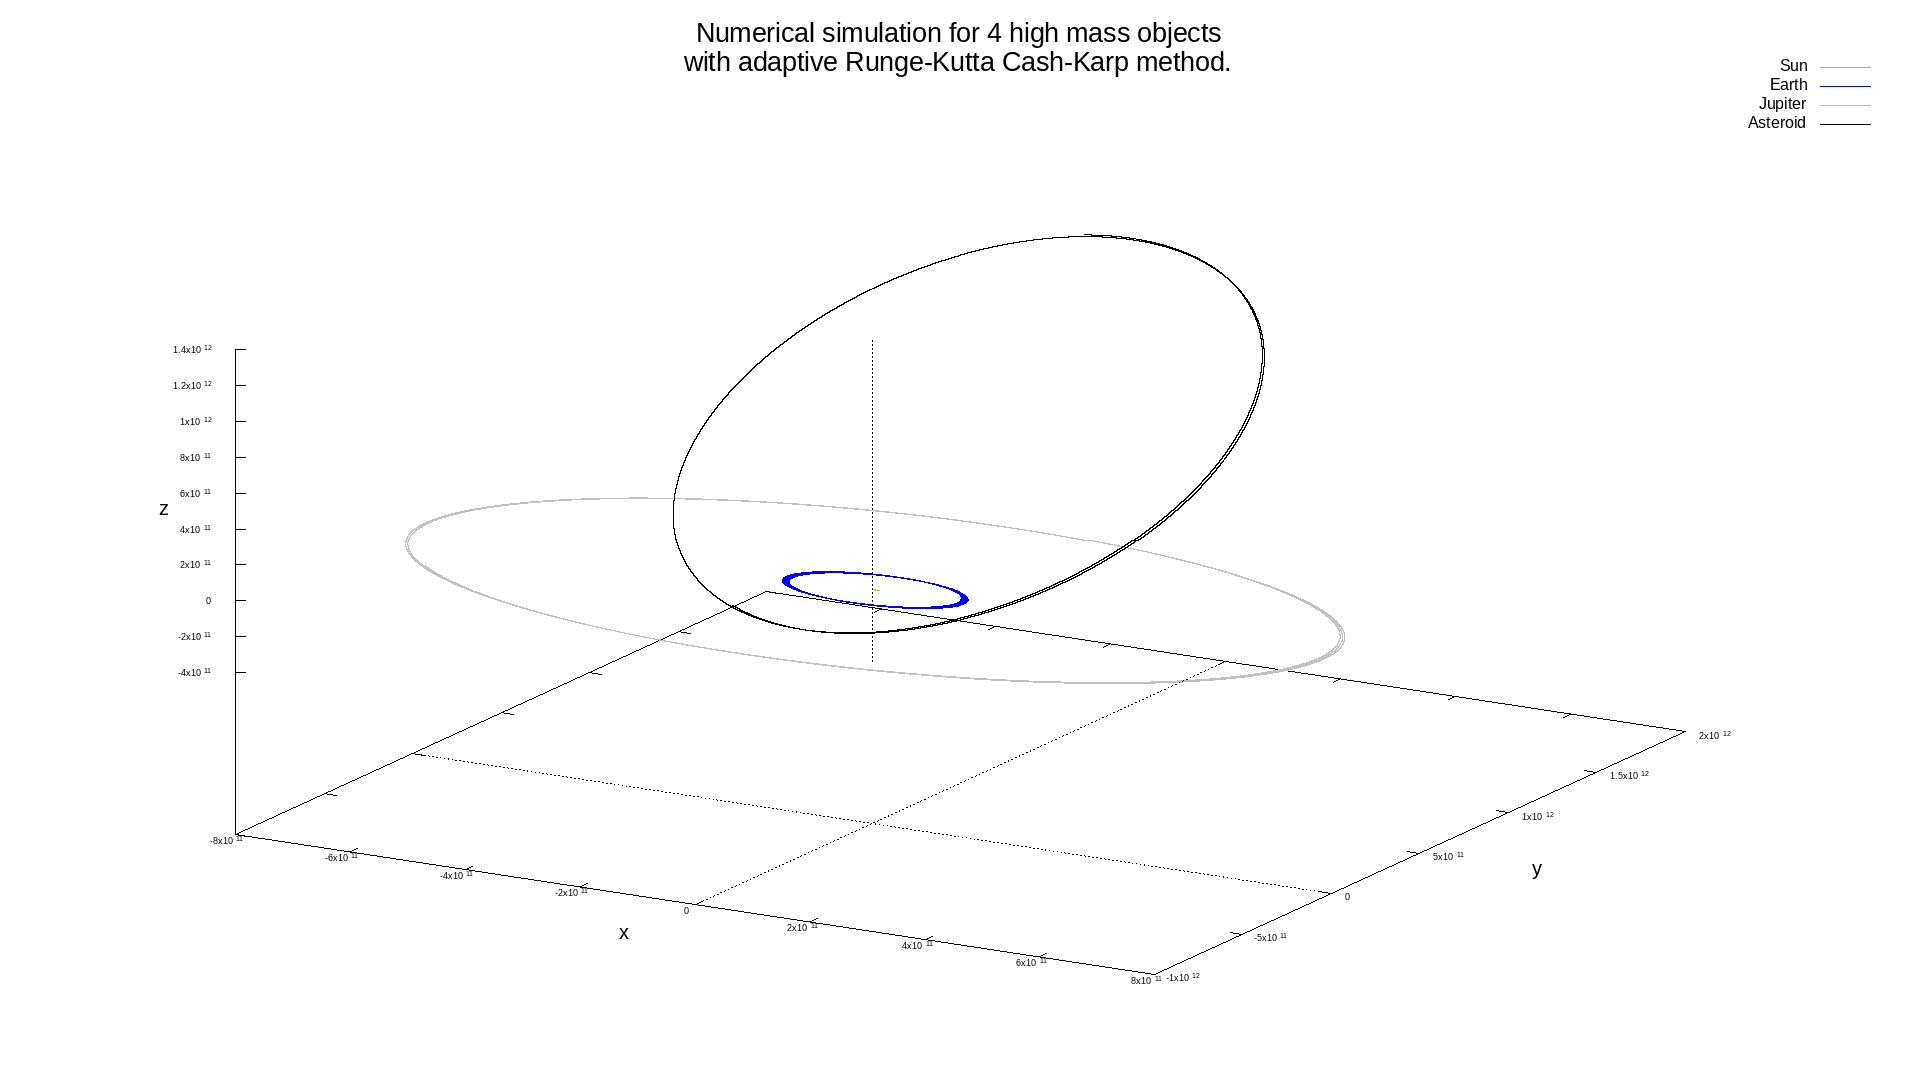 Numerical simulation for 4 high mass objects
with adaptive Runge-Kutta Cash-Karp method.
Sun
Earth
Jupiter
Asteroid
1.4x10 12
1.2x10 12
1x10 12
8x10 11
6x10 11
z
4x10 11
2x10 11
0
-2x10 11
-4x10 11
2x10 12
1.5x10 12
1x10 12
5x10 11
y
0
-5x10 11
-1x10 12
-8x10 11
-6x10 11
-4x10 11
-2x10 11
0
2x10 11
4x10 11
6x10 11
8x10 11
x